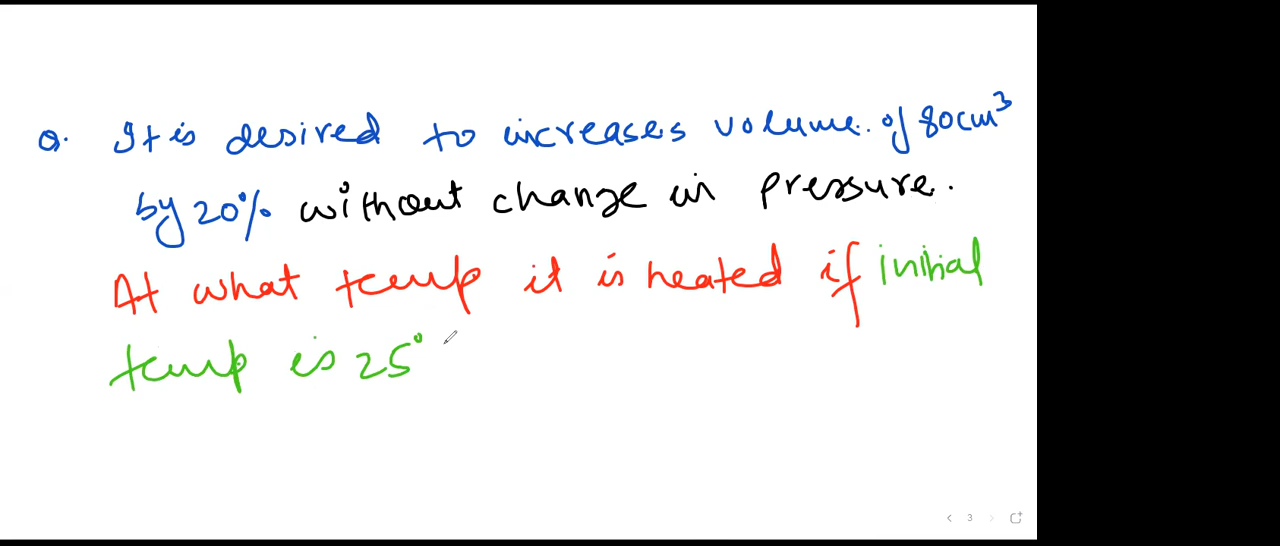 Q. It is desired to increases volume. of 80cm³
by 20% without change in pressure.
At what temp it is heated if initial
temp is 25°
3